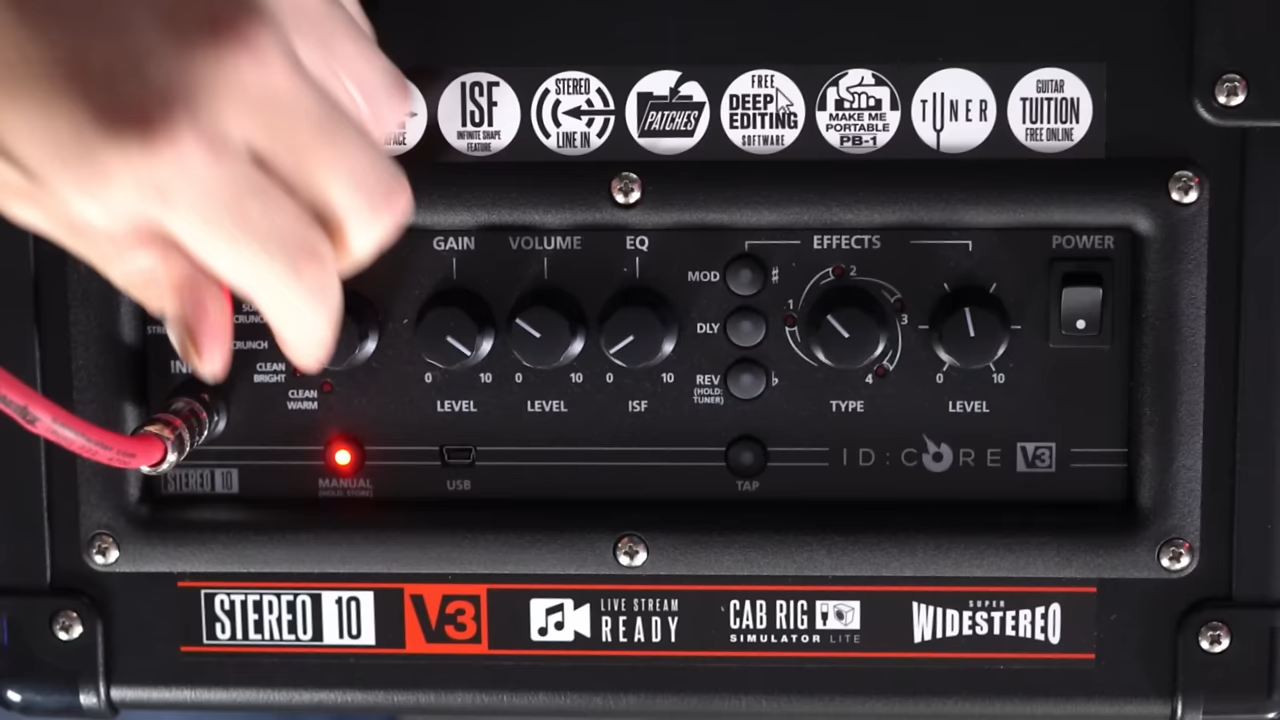 ISF
INFINITE SHAPE
FEATURE
STEREO
LINE IN
PATCHES
FREE
DEEP
EDITING
SOFTWARE
MAKE ME
PORTABLE
PB-1
TUNER
GUITAR
TUITION
FREE ONLINE
GAIN
VOLUME
EQ
EFFECTS
POWER
MOD
♯
DLY
REV
(HOLD:
TUNER)
♭
1
2
3
4
CRUNCH
CRUNCH
CLEAN
BRIGHT
CLEAN
WARM
0 10
0 10
0 10
0 10
LEVEL
LEVEL
ISF
TYPE
LEVEL
ID:CORE V3
STEREO 10
MANUAL
(HOLD: STORE)
USB
TAP
STEREO 10
V3
LIVE STREAM
READY
CAB RIG
SIMULATOR LITE
SUPER
WIDESTEREO